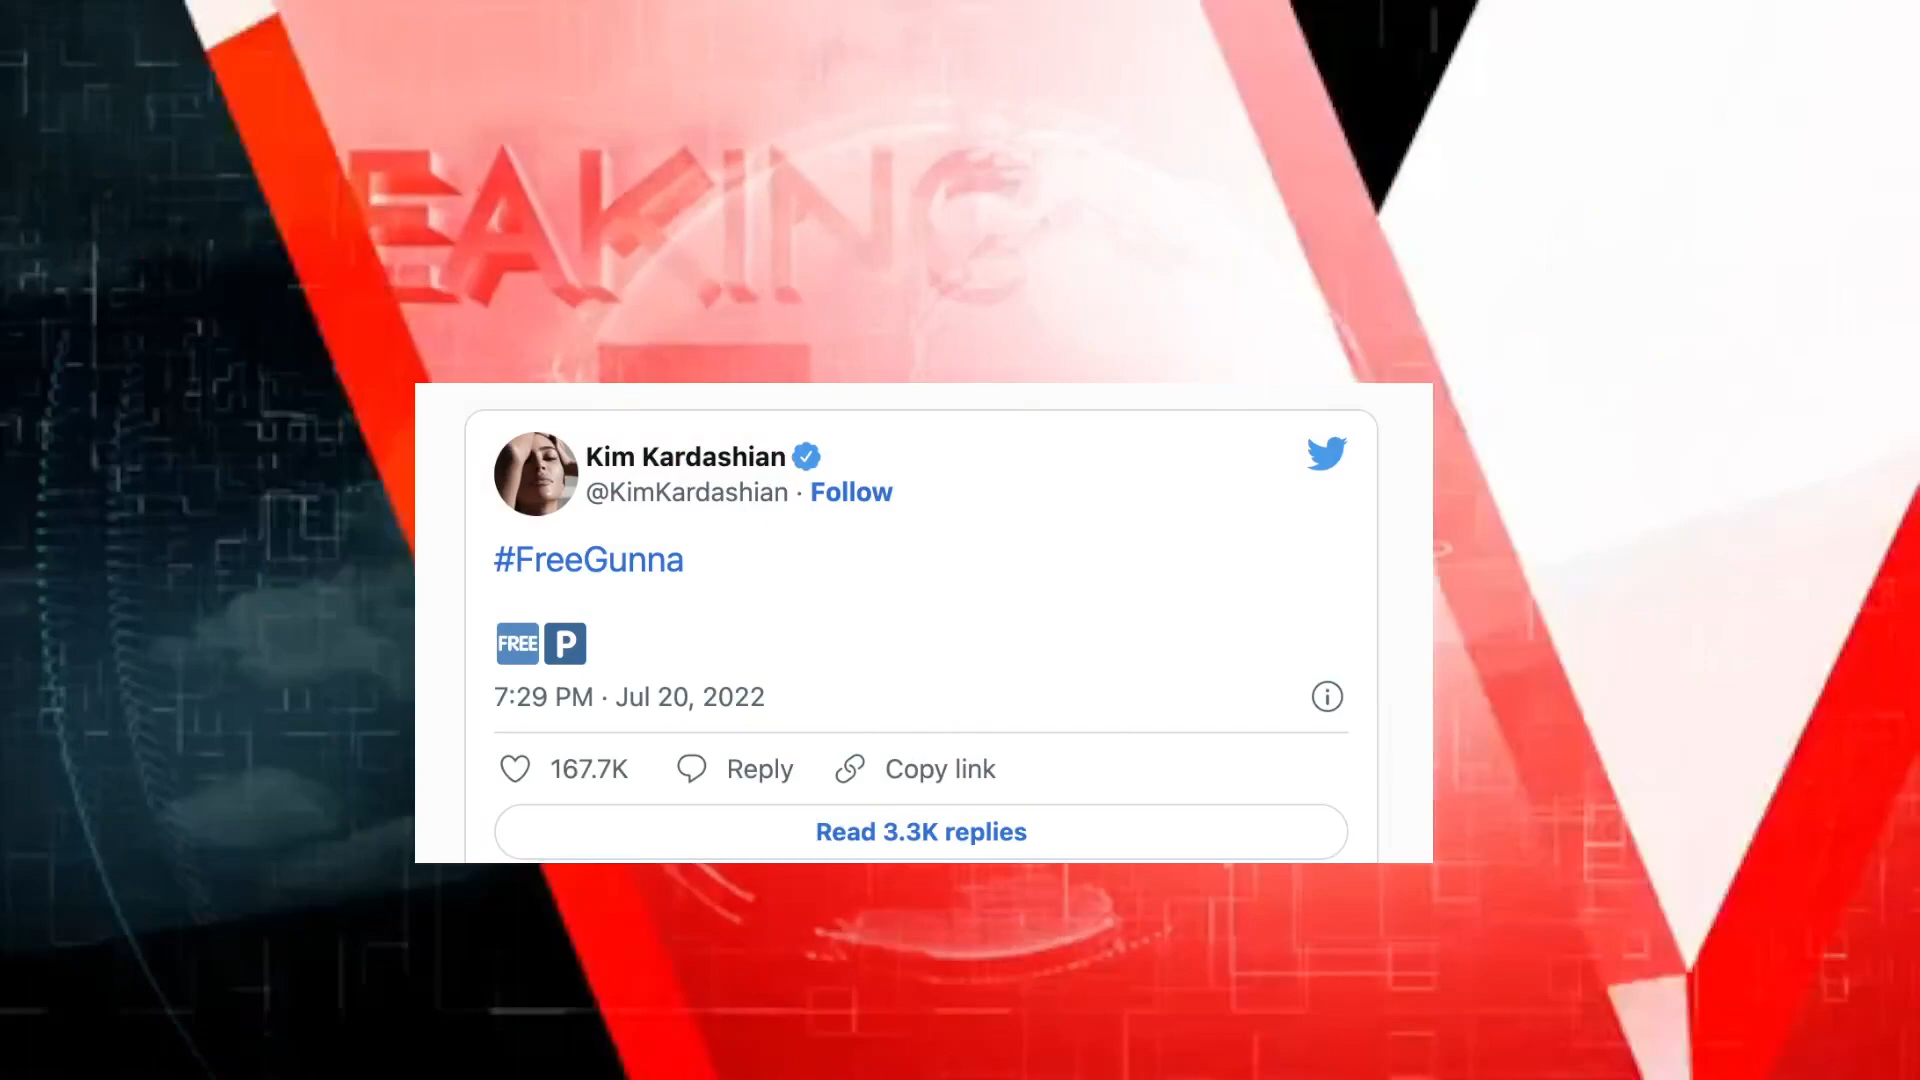 EAKING
Kim Kardashian
@KimKardashian · Follow
#FreeGunna
FREE P
7:29 PM · Jul 20, 2022
167.7K Reply Copy link
Read 3.3K replies